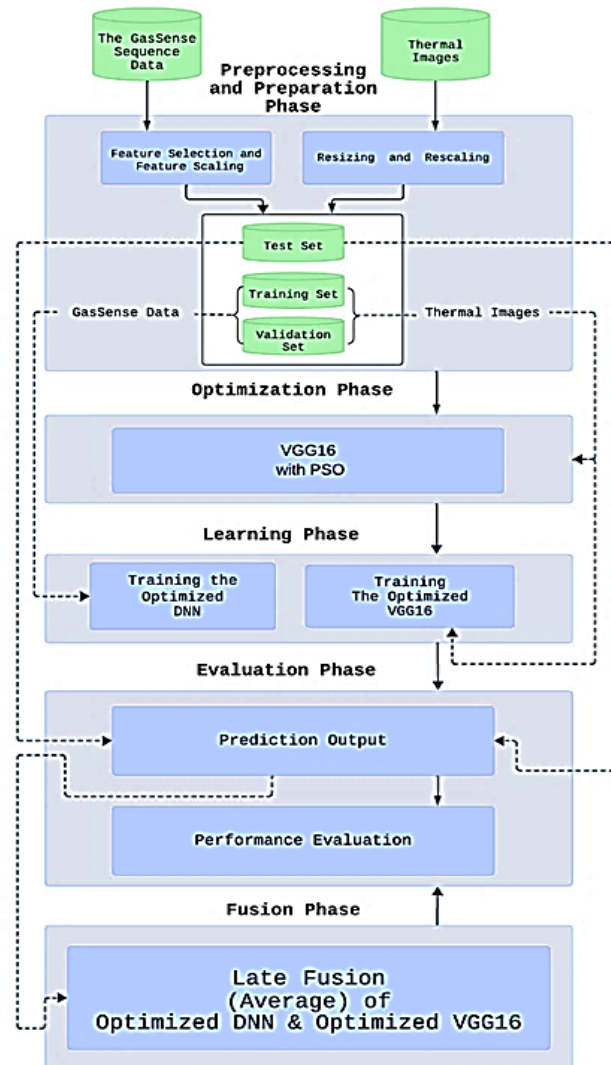 The GasSense
Sequence
Data
Thermal
Images
Preprocessing
and Preparation
Phase
Feature Selection and
Feature Scaling
Resizing and Rescaling
Test Set
Training Set
GasSense Data
Thermal Images
Validation
Set
Optimization Phase
VGG16
with PSO
Learning Phase
Training the
Optimized
DNN
Training
The Optimized
VGG16
Evaluation Phase
Prediction Output
Performance Evaluation
Fusion Phase
Late Fusion
(Average) of
Optimized DNN & Optimized VGG16